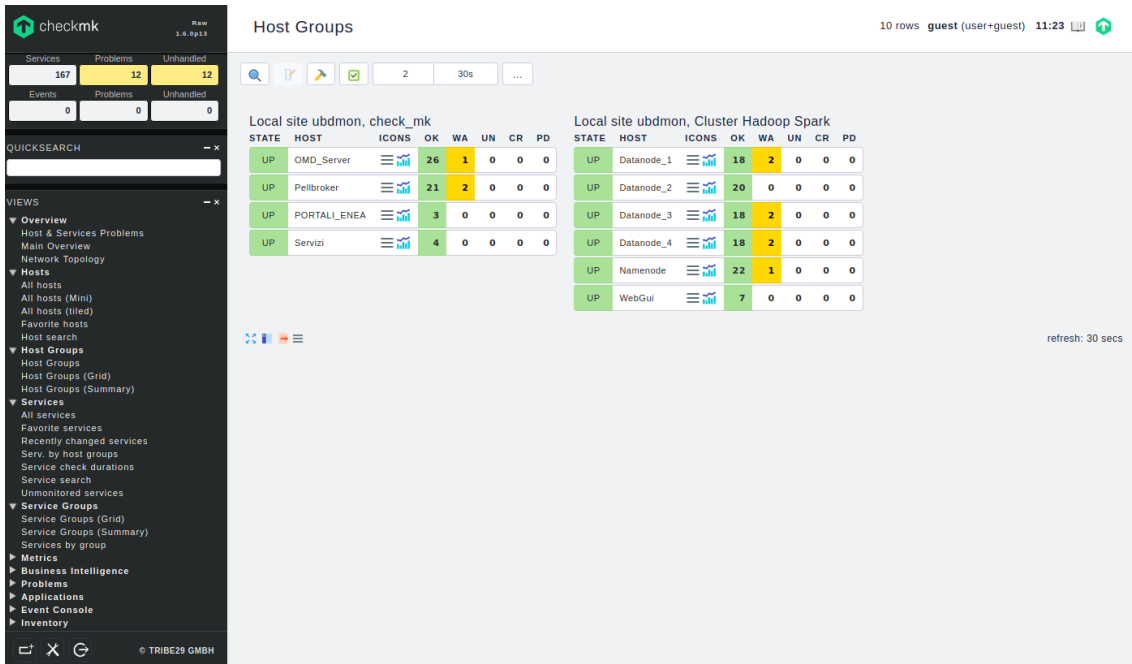 checkmk
Raw
1.6.0p13
Services Problems Unhandled
167 12 12
Events Problems Unhandled
0 0 0
QUICKSEARCH
VIEWS
Overview
Host & Services Problems
Main Overview
Network Topology
Hosts
All hosts
All hosts (Mini)
All hosts (tiled)
Favorite hosts
Host search
Host Groups
Host Groups
Host Groups (Grid)
Host Groups (Summary)
Services
All services
Favorite services
Recently changed services
Serv. by host groups
Service check durations
Service search
Unmonitored services
Service Groups
Service Groups (Grid)
Service Groups (Summary)
Services by group
Metrics
Business Intelligence
Problems
Applications
Event Console
Inventory
© TRIBE29 GMBH
Host Groups
10 rows guest (user+guest) 11:23
2 30s ...
Local site ubdmon, check_mk
STATE HOST ICONS OK WA UN CR PD
UP OMD_Server 26 1 0 0 0
UP Pellbroker 21 2 0 0 0
UP PORTALI_ENEA 3 0 0 0 0
UP Servizi 4 0 0 0 0
Local site ubdmon, Cluster Hadoop Spark
STATE HOST ICONS OK WA UN CR PD
UP Datanode_1 18 2 0 0 0
UP Datanode_2 20 0 0 0 0
UP Datanode_3 18 2 0 0 0
UP Datanode_4 18 2 0 0 0
UP Namenode 22 1 0 0 0
UP WebGui 7 0 0 0 0
refresh: 30 secs